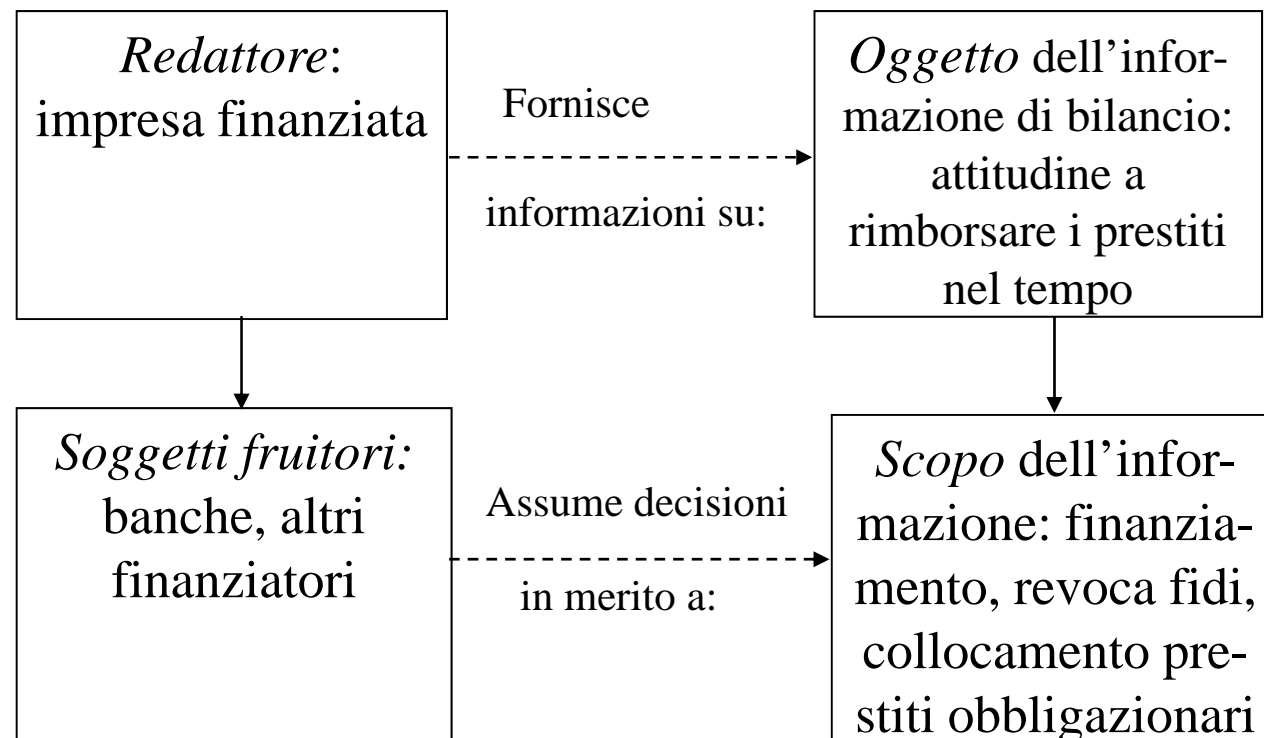 Redattore:
impresa finanziata
Fornisce
informazioni su:
Oggetto dell’infor-
mazione di bilancio:
attitudine a
rimborsare i prestiti
nel tempo
Soggetti fruitori:
banche, altri
finanziatori
Assume decisioni
in merito a:
Scopo dell’infor-
mazione: finanzia-
mento, revoca fidi,
collocamento pre-
stiti obbligazionari